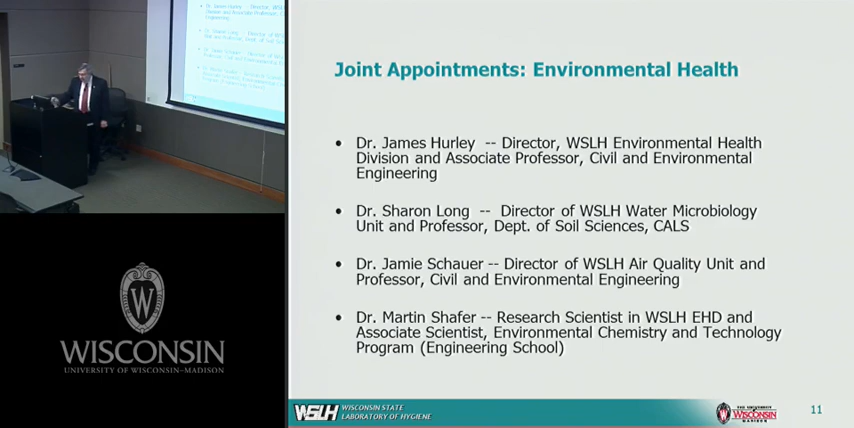 Joint Appointments: Environmental Health
• Dr. James Hurley -- Director, WSLH Environmental Health
Division and Associate Professor, Civil and Environmental
Engineering
• Dr. Sharon Long -- Director of WSLH Water Microbiology
Unit and Professor, Dept. of Soil Sciences, CALS
• Dr. Jamie Schauer -- Director of WSLH Air Quality Unit and
Professor, Civil and Environmental Engineering
• Dr. Martin Shafer -- Research Scientist in WSLH EHD and
Associate Scientist, Environmental Chemistry and Technology
Program (Engineering School)
W
WISCONSIN
UNIVERSITY OF WISCONSIN–MADISON
WSLH WISCONSIN STATE
LABORATORY OF HYGIENE
W
WISCONSIN
MADISON
11